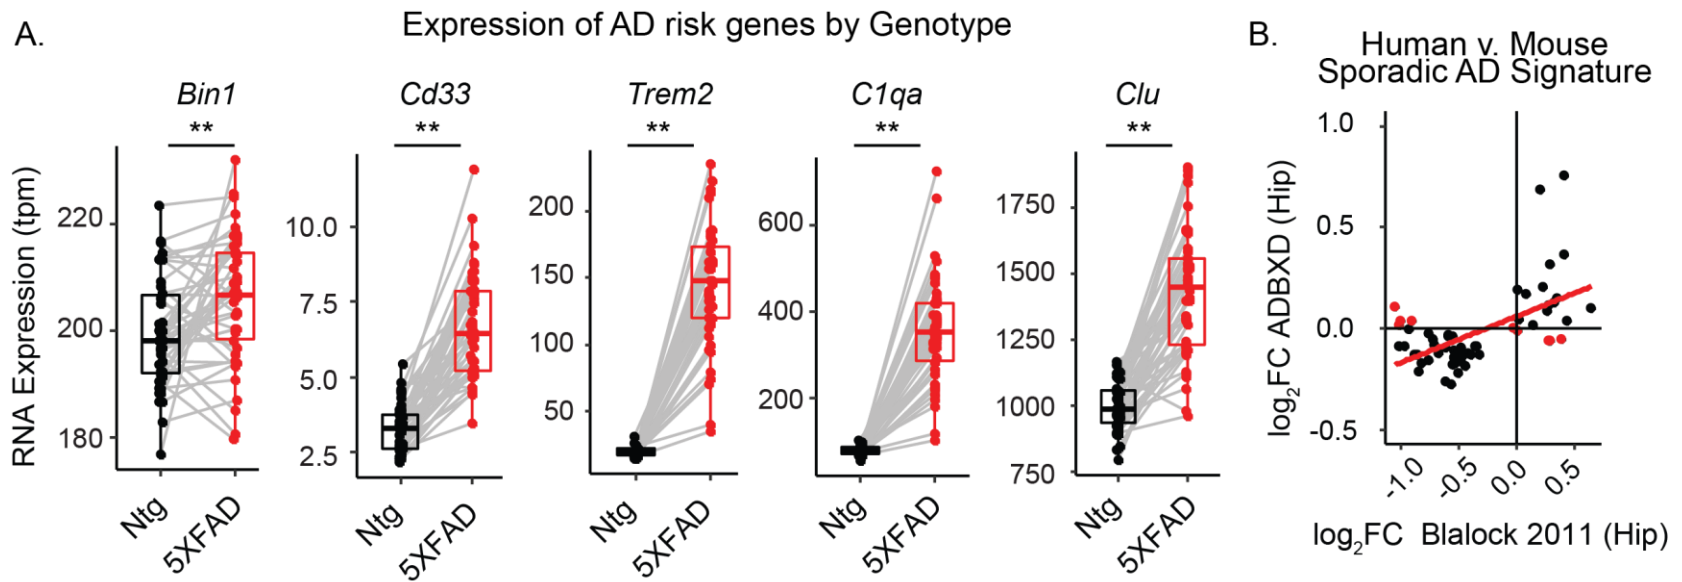 A.
Expression of AD risk genes by Genotype
RNA Expression (tpm)
Bin1
**
220
200
180
Ntg
5XFAD
Cd33
**
10.0
7.5
5.0
2.5
Ntg
5XFAD
Trem2
**
200
150
100
50
Ntg
5XFAD
C1qa
**
600
400
200
Ntg
5XFAD
Clu
**
1750
1500
1250
1000
750
Ntg
5XFAD
B.
Human v. Mouse
Sporadic AD Signature
log₂FC ADBXD (Hip)
1.0
0.5
0.0
-0.5
-1.0
-0.5
0.0
0.5
log₂FC Blalock 2011 (Hip)